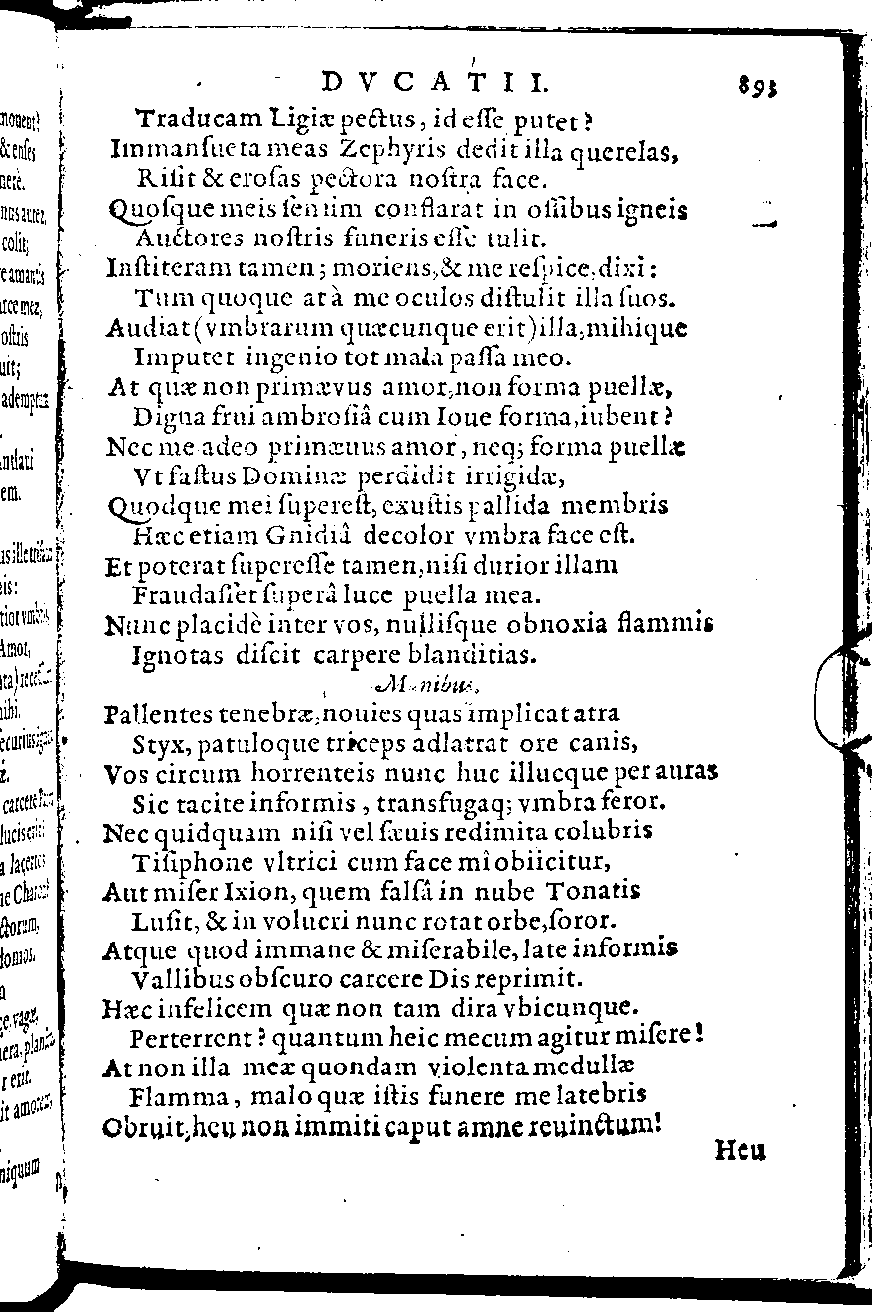 DVCATII. 893
Traducam Ligiæ pectus, id eſſe putet?
Immanſueta meas Zephyris dedit illa querelas,
Riſit & eroſas pectora noſtra face.
Quoſque meis ſenſim conflarat in oſſibus igneis
Auctores noſtris funeris eſſe tulit.
Inſtiteram tamen; moriens, & me reſpice, dixi:
Tum quoque at à me oculos diſtulit illa ſuos.
Audiat (vmbrarum quæcunque erit) illa, mihique
Imputet ingenio tot mala paſſa meo.
At quæ non primævus amor, non forma puellæ,
Digna frui ambroſiâ cum Ioue forma, iubent?
Nec me adeo primæuus amor, neq; forma puellæ
Vt faſtus Dominæ perdidit irrigidæ,
Quodque mei ſupereſt, exuſtis pallida membris
Hæc etiam Gnidiâ decolor vmbra face eſt.
Et poterat ſupereſſe tamen, niſi durior illam
Fraudaſièt ſuperâ luce puella mea.
Nunc placidè inter vos, nulliſque obnoxia flammis
Ignotas diſcit carpere blanditias.
Manibus.
Pallentes tenebræ, nouies quas implicat atra
Styx, patuloque triceps adlatrat ore canis,
Vos circum horrenteis nunc huc illucque per auras
Sic tacite informis, transfugaq; vmbra feror.
Nec quidquam niſi vel ſæuis redimita colubris
Tiſiphone vltrici cum face mî obiicitur,
Aut miſer Ixion, quem falſâ in nube Tonatis
Luſit, & in volucri nunc rotat orbe, ſoror.
Atque quod immane & miſerabile, late informis
Vallibus obſcuro carcere Dis reprimit.
Hæc infelicem quæ non tam dira vbicunque.
Perterrent? quantum heic mecum agitur miſere!
At non illa meæ quondam violenta medullæ
Flamma, malo quæ iſtis funere me latebris
Obruit, heu non immiti caput amne reuinctum!
Heu